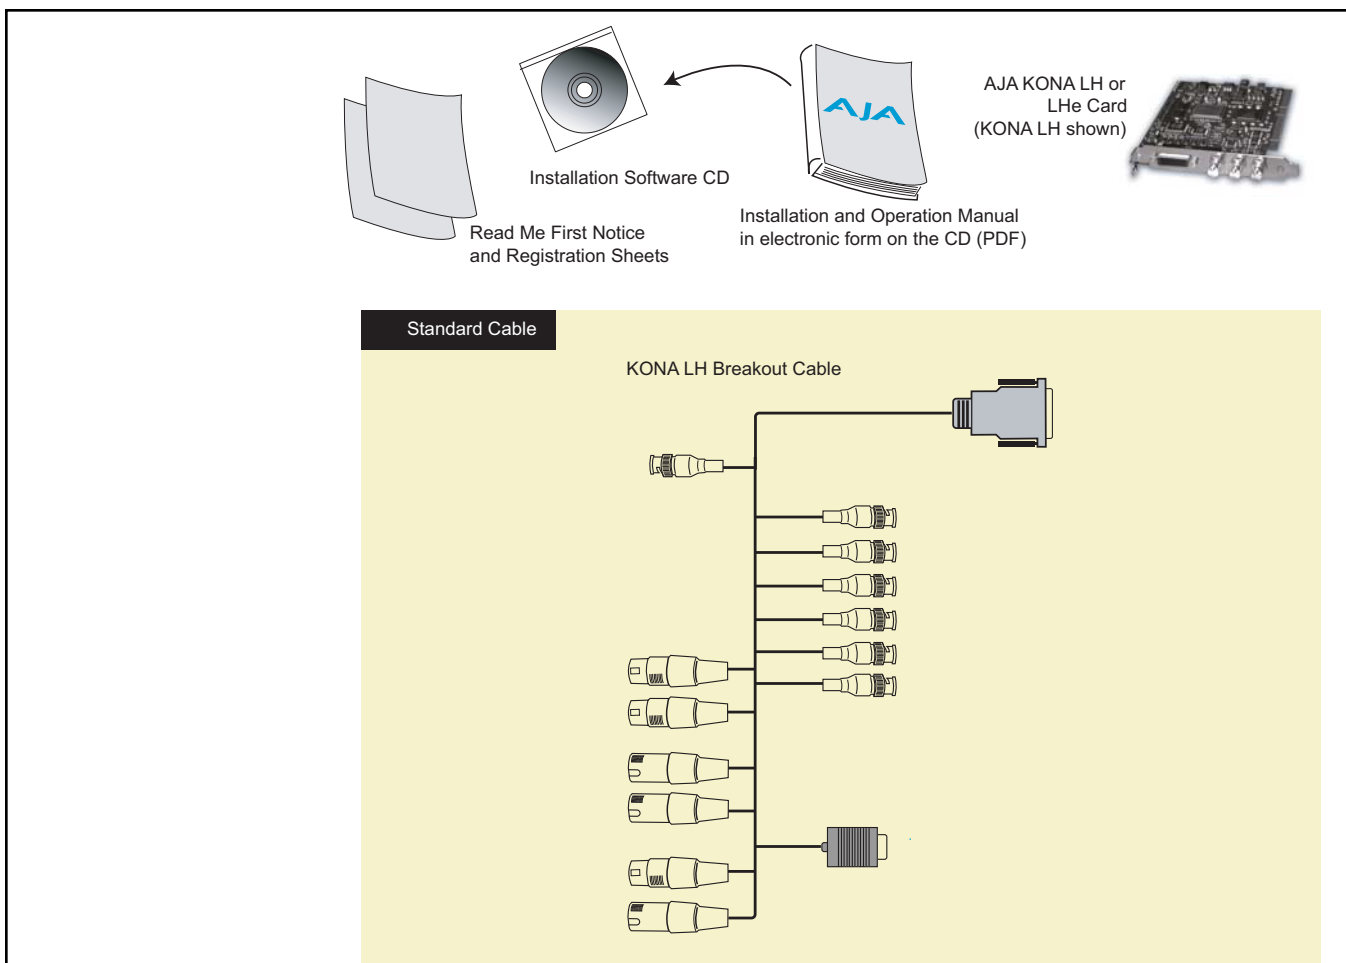 AJA
AJA KONA LH or
LHe Card
(KONA LH shown)
Installation Software CD
Installation and Operation Manual
in electronic form on the CD (PDF)
Read Me First Notice
and Registration Sheets
Standard Cable
KONA LH Breakout Cable